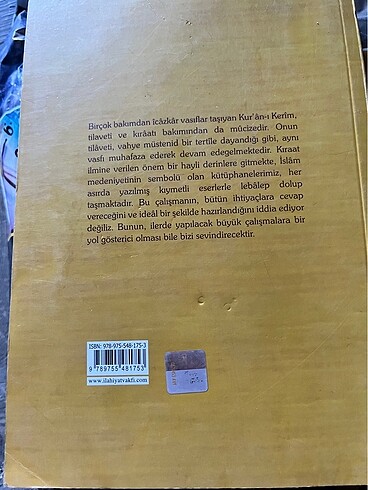 Birçok bakımdan îcâzkâr vasıflar taşıyan Kur'ân-ı Kerîm,
tilaveti ve kırâatı bakımından da mûcizedir. Onun
tilâveti, vahye müstenid bir tertîle dayandığı gibi, aynı
vasfı muhafaza ederek devam edegelmektedir. Kıraat
ilmine verilen önem bir hayli derinlere gitmekte, İslâm
medeniyetinin sembolü olan kütüphanelerimiz, her
asırda yazılmış kıymetli eserlerle lebâlep dolup
taşmaktadır. Bu çalışmanın, bütün ihtiyaçlara cevap
vereceğini ve ideâl bir şekilde hazırlandığını iddia ediyor
değiliz. Bunun, ilerde yapılacak büyük çalışmalara bir
yol gösterici olması bile bizi sevindirecektir.
ISBN: 978-975-548-175-3
9 789755 481753
www.ilahiyatvakfi.com